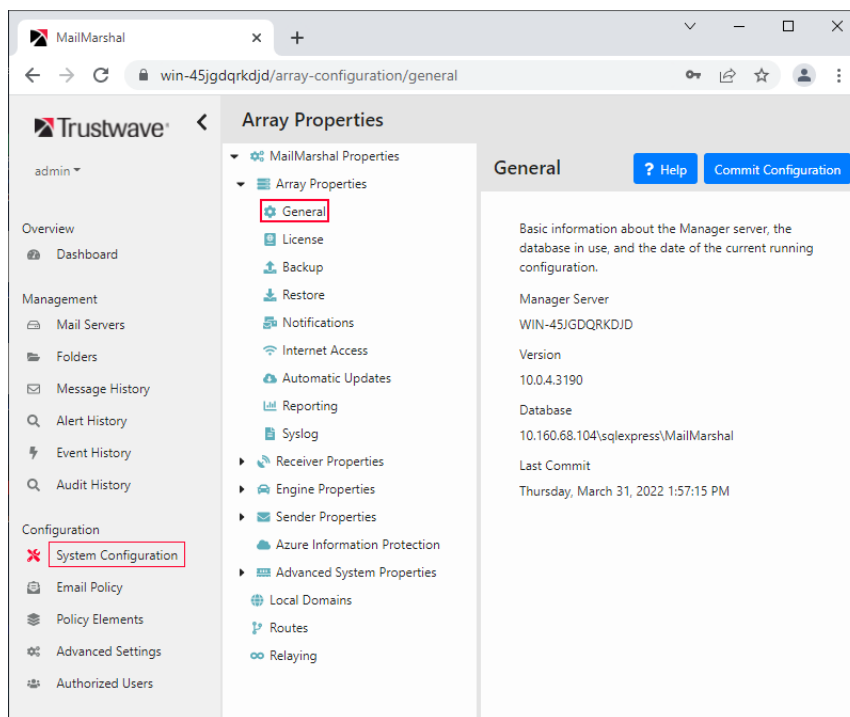 MailMarshal
win-45jgdqrkdjd/array-configuration/general
Trustwave
admin
Overview
Dashboard
Management
Mail Servers
Folders
Message History
Alert History
Event History
Audit History
Configuration
System Configuration
Email Policy
Policy Elements
Advanced Settings
Authorized Users
Array Properties
MailMarshal Properties
Array Properties
General
License
Backup
Restore
Notifications
Internet Access
Automatic Updates
Reporting
Syslog
Receiver Properties
Engine Properties
Sender Properties
Azure Information Protection
Advanced System Properties
Local Domains
Routes
Relaying
General
? Help
Commit Configuration
Basic information about the Manager server, the
database in use, and the date of the current running
configuration.
Manager Server
WIN-45JGDQRKDJD
Version
10.0.4.3190
Database
10.160.68.104\sqlexpress\MailMarshal
Last Commit
Thursday, March 31, 2022 1:57:15 PM